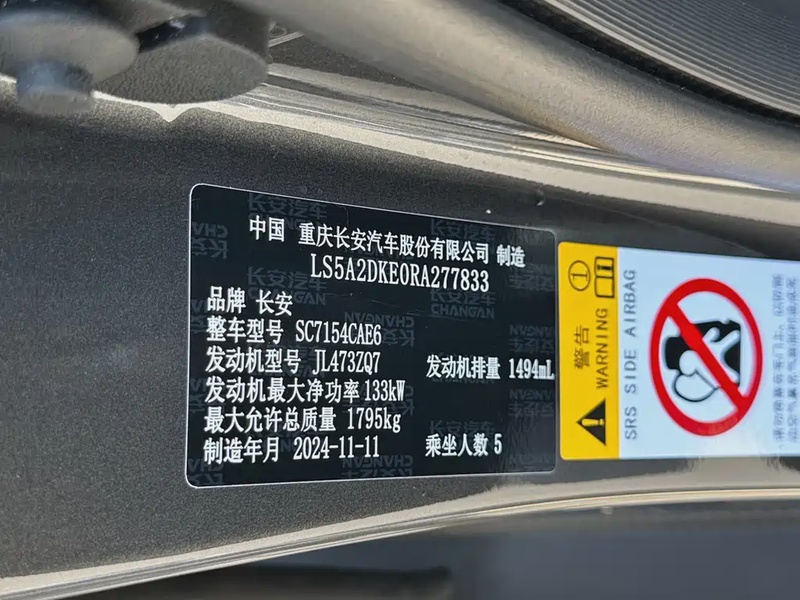 中国 重庆长安汽车股份有限公司 制造
LS5A2DKE0RA277833
品牌 长安
整车型号 SC7154CAE6
发动机型号 JL473ZQ7 发动机排量 1494mL
发动机最大净功率 133kW
最大允许总质量 1795kg
制造年月 2024-11-11 乘坐人数 5
警告 WARNING
SRS SIDE AIRBAG